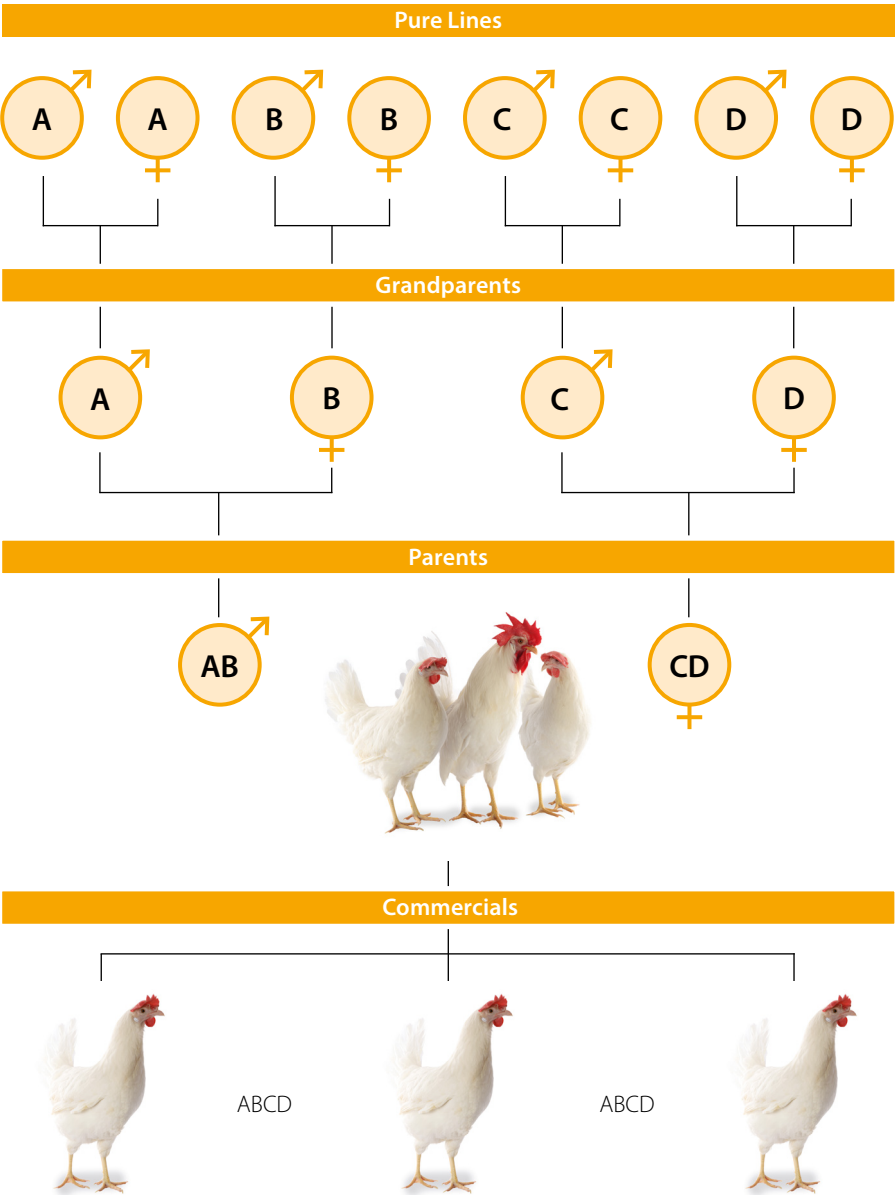 Pure Lines
A A B B C C D D
Grandparents
A B C D
Parents
AB CD
Commercials
ABCD ABCD